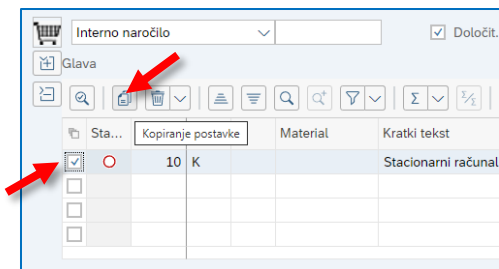 Interno naročilo Določit.
Glava
Σ Σ/Σ
Sta... Kopiranje postavke Material Kratki tekst
10 K Stacionarni računal